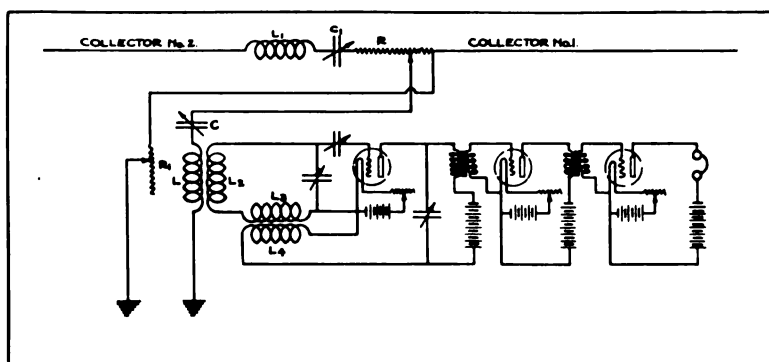 COLLECTOR No. 2.
L1
C1
R
COLLECTOR No.1.
C
R1
L
L2
L3
L4